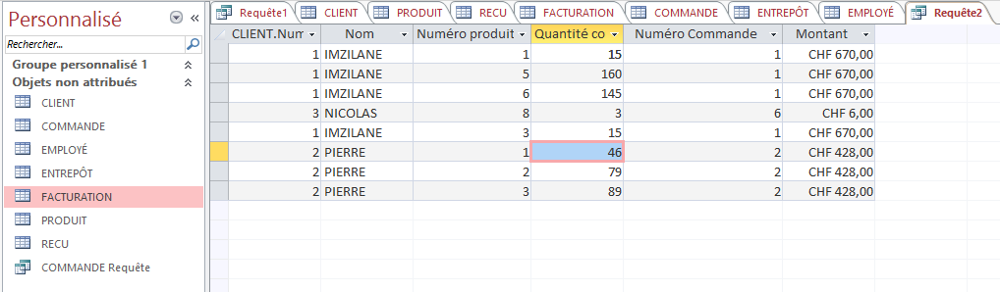 Personnalisé
Rechercher...
Groupe personnalisé 1
Objets non attribués
CLIENT
COMMANDE
EMPLOYÉ
ENTREPÔT
FACTURATION
PRODUIT
RECU
COMMANDE Requête
Requête1 CLIENT PRODUIT RECU FACTURATION COMMANDE ENTREPÔT EMPLOYÉ Requête2
CLIENT.Num Nom Numéro produit Quantité co Numéro Commande Montant
1 IMZILANE 1 15 1 CHF 670,00
1 IMZILANE 5 160 1 CHF 670,00
1 IMZILANE 6 145 1 CHF 670,00
3 NICOLAS 8 3 6 CHF 6,00
1 IMZILANE 3 15 1 CHF 670,00
2 PIERRE 1 46 2 CHF 428,00
2 PIERRE 2 79 2 CHF 428,00
2 PIERRE 3 89 2 CHF 428,00